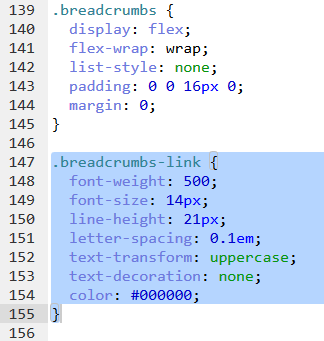 139 .breadcrumbs {
140   display: flex;
141   flex-wrap: wrap;
142   list-style: none;
143   padding: 0 0 16px 0;
144   margin: 0;
145 }
146
147 .breadcrumbs-link {
148   font-weight: 500;
149   font-size: 14px;
150   line-height: 21px;
151   letter-spacing: 0.1em;
152   text-transform: uppercase;
153   text-decoration: none;
154   color: #000000;
155 }
156